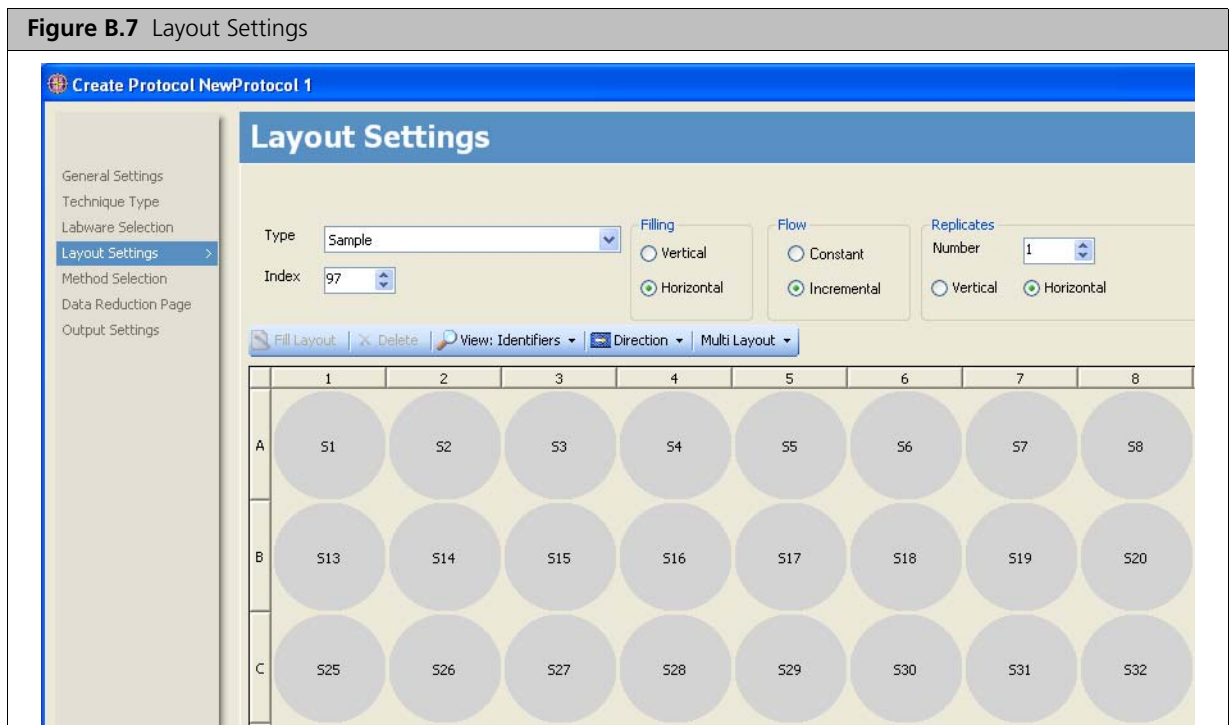 Figure B.7 Layout Settings
Create Protocol NewProtocol 1
Layout Settings
General Settings
Technique Type
Labware Selection
Layout Settings >
Method Selection
Data Reduction Page
Output Settings
Type Sample
Index 97
Filling
Vertical
Horizontal
Flow
Constant
Incremental
Replicates
Number 1
Vertical Horizontal
Fill Layout Delete View: Identifiers Direction Multi Layout
1 2 3 4 5 6 7 8
A S1 S2 S3 S4 S5 S6 S7 S8
B S13 S14 S15 S16 S17 S18 S19 S20
C S25 S26 S27 S28 S29 S30 S31 S32